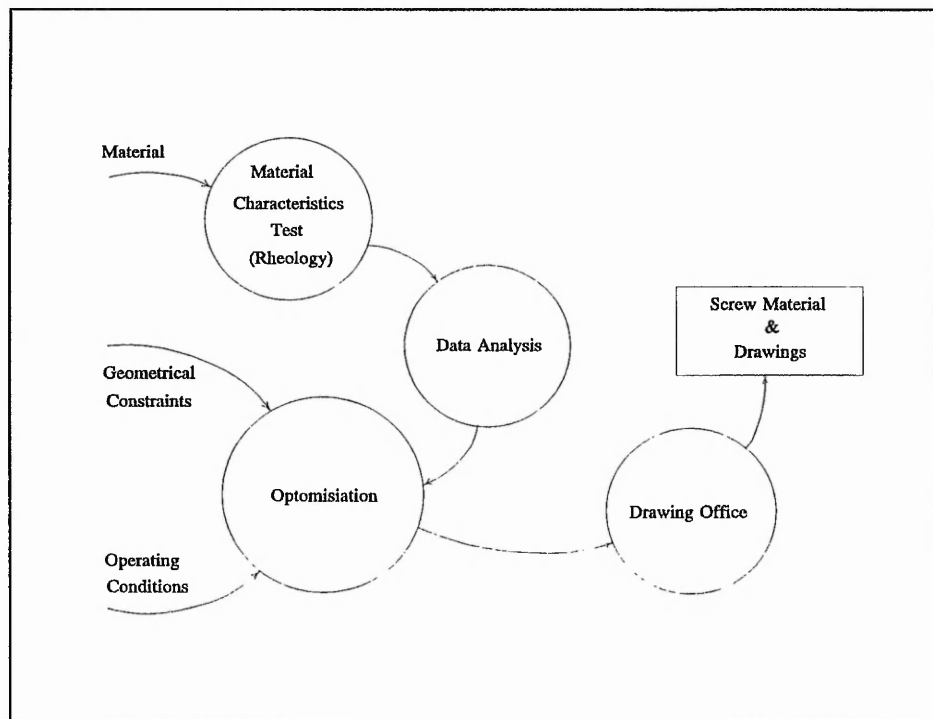 Material
Material
Characteristics
Test
(Rheology)
Data Analysis
Screw Material
&
Drawings
Geometrical
Constraints
Optomisiation
Drawing Office
Operating
Conditions